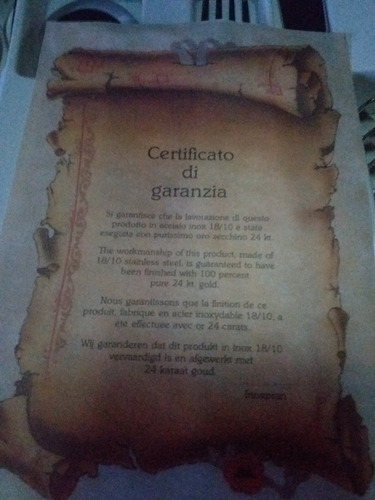 Certificato
di
garanzia
Si garantisce che la lavorazione di questo
prodotto in acciaio inox 18/10 è stata
eseguita con purissimo oro zecchino 24 kt.
The workmanship of this product, made of
18/10 stainless steel, is guaranteed to have
been finished with 100 percent
pure 24 kt. gold.
Nous garantissons que la finition de ce
produit, fabriqué en acier inoxydable 18/10, a
été effectuée avec or 24 carats.
Wij garanderen dat dit produkt in inox 18/10
vervaardigd is en afgewerkt met
24 karaat goud.